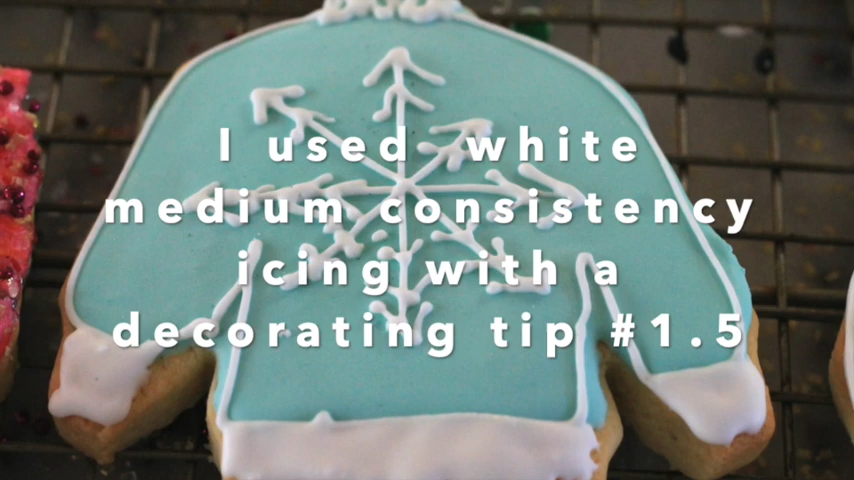 I used white
medium consistency
icing with a
decorating tip #1.5